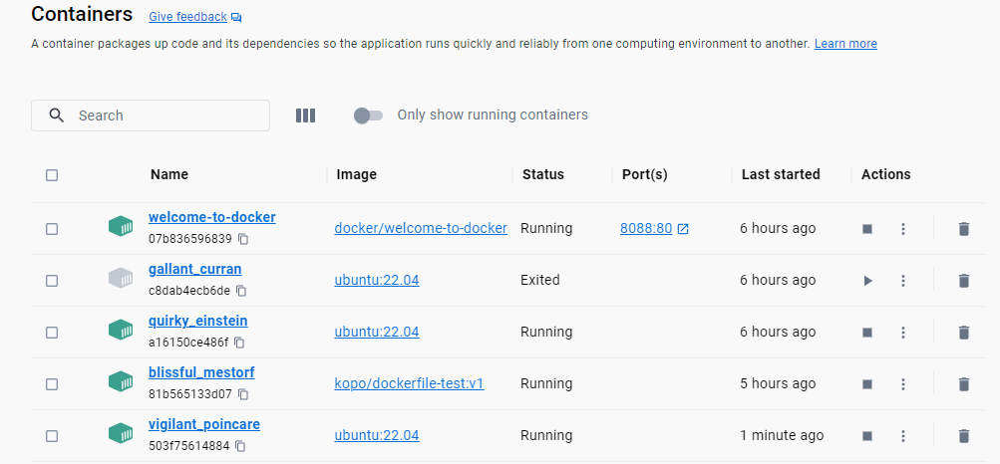 Containers Give feedback
A container packages up code and its dependencies so the application runs quickly and reliably from one computing environment to another. Learn more
Search Only show running containers
Name Image Status Port(s) Last started Actions
welcome-to-docker
07b836596839 docker/welcome-to-docker Running 8088:80 6 hours ago
gallant_curran
c8dab4ecb6de ubuntu:22.04 Exited 6 hours ago
quirky_einstein
a16150ce486f ubuntu:22.04 Running 6 hours ago
blissful_mestorf
81b565133d07 kopo/dockerfile-test:v1 Running 5 hours ago
vigilant_poincare
503f75614884 ubuntu:22.04 Running 1 minute ago